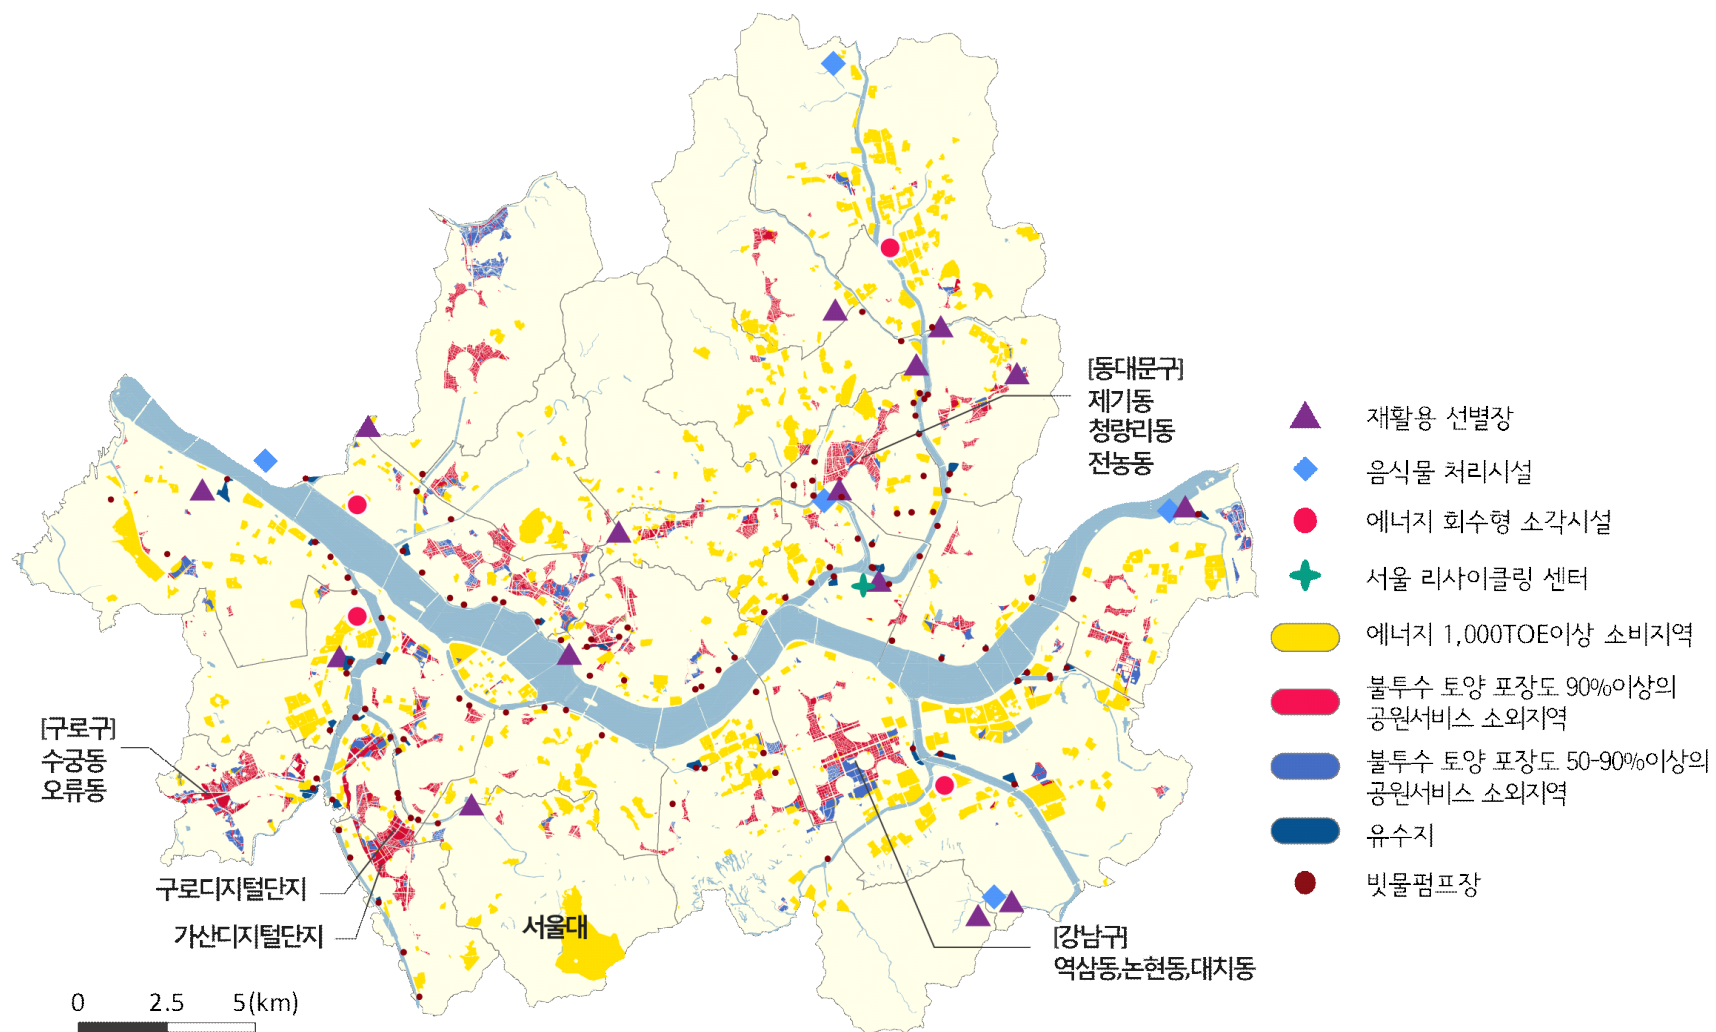 [동대문구]
제기동
청량리동
전농동
재활용 선별장
음식물 처리시설
에너지 회수형 소각시설
서울 리사이클링 센터
에너지 1,000TOE이상 소비지역
불투수 토양 포장도 90%이상의
공원서비스 소외지역
불투수 토양 포장도 50-90%이상의
공원서비스 소외지역
유수지
빗물펌프장
[구로구]
수궁동
오류동
구로디지털단지
가산디지털단지
서울대
[강남구]
역삼동,논현동,대치동
0 2.5 5(km)